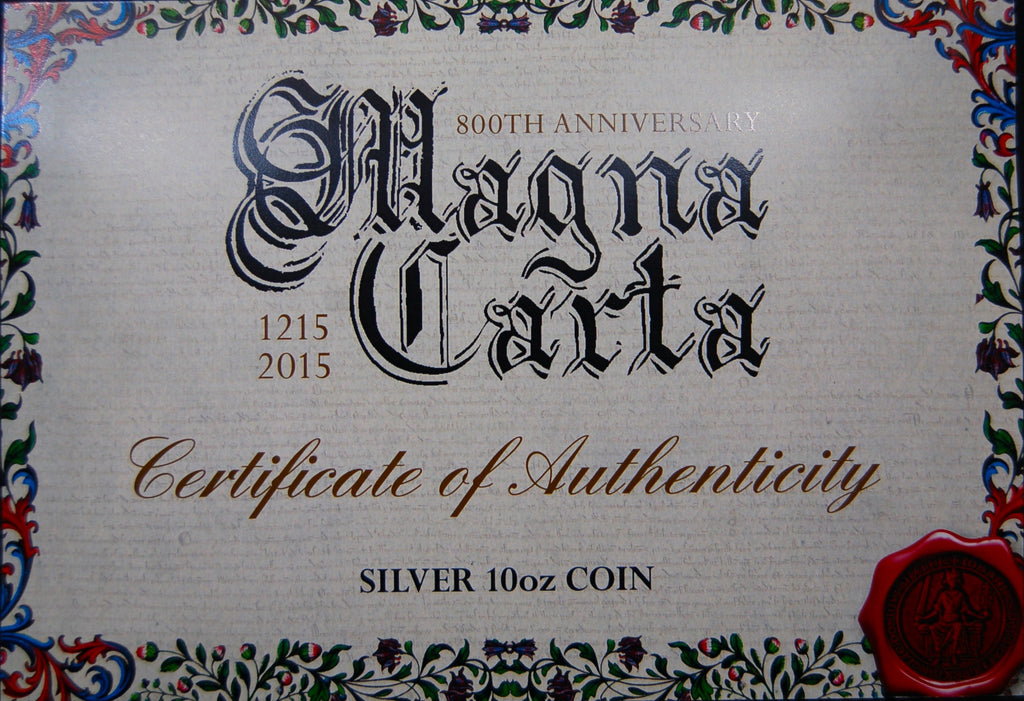 800TH ANNIVERSARY
Magna
Carta
1215
2015
Certificate of Authenticity
SILVER 10oz COIN